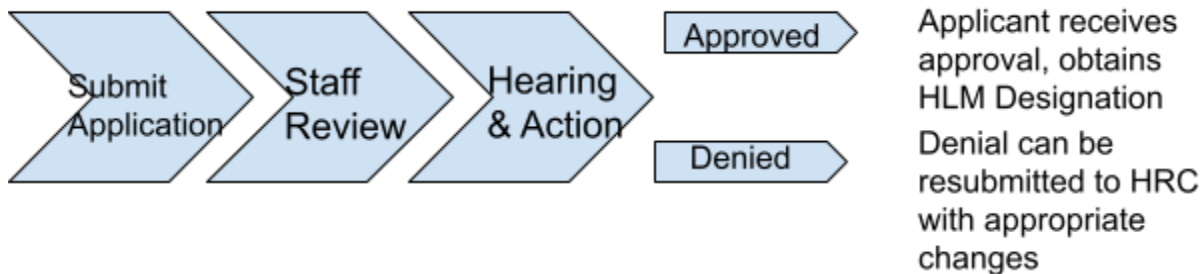 Submit
Application
Staff
Review
Hearing
& Action
Approved
Applicant receives
approval, obtains
HLM Designation
Denied
Denial can be
resubmitted to HRC
with appropriate
changes